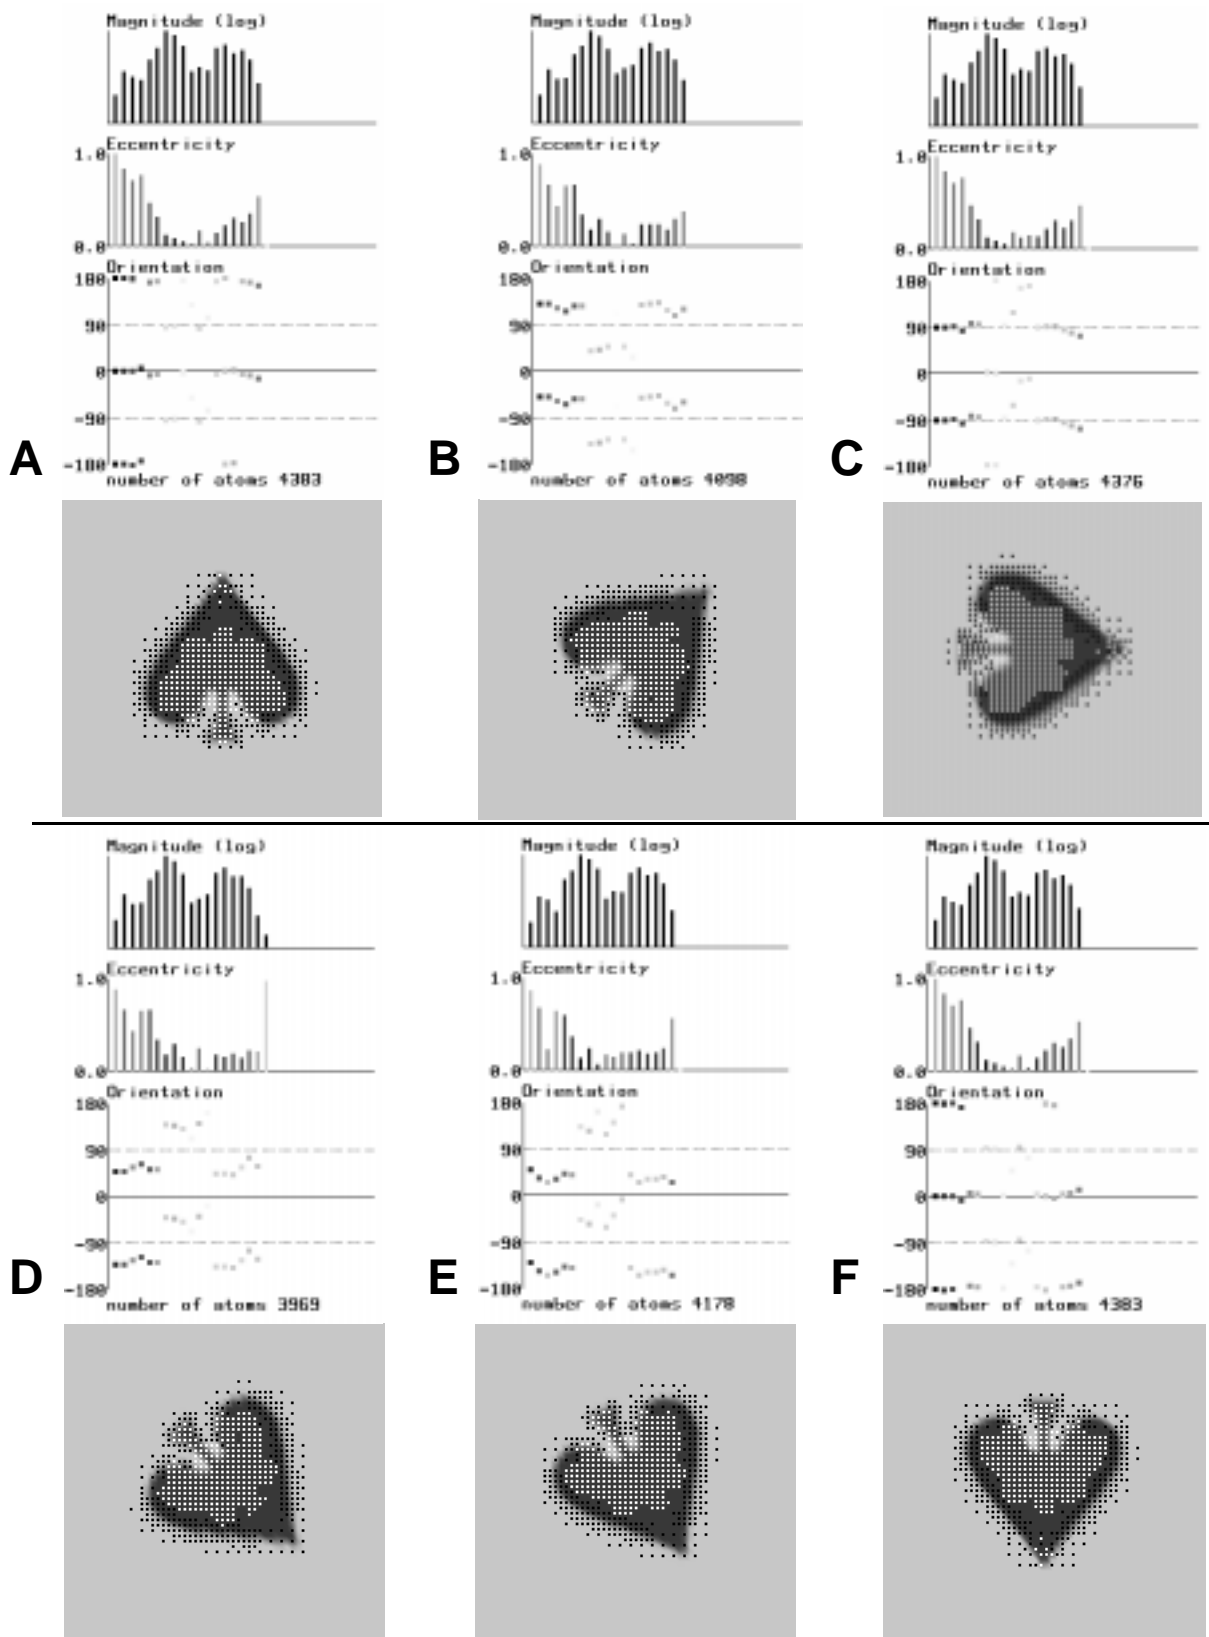 Magnitude (log)
Eccentricity
1.0
0.0
Orientation
180
90
0
-90
-180
number of atoms 4383
A
Magnitude (log)
Eccentricity
1.0
0.0
Orientation
180
90
0
-90
-180
number of atoms 4098
B
Magnitude (log)
Eccentricity
1.0
0.0
Orientation
180
90
0
-90
-180
number of atoms 4376
C
Magnitude (log)
Eccentricity
1.0
0.0
Orientation
180
90
0
-90
-180
number of atoms 3969
D
Magnitude (log)
Eccentricity
1.0
0.0
Orientation
180
90
0
-90
-180
number of atoms 4178
E
Magnitude (log)
Eccentricity
1.0
0.0
Orientation
180
90
0
-90
-180
number of atoms 4383
F